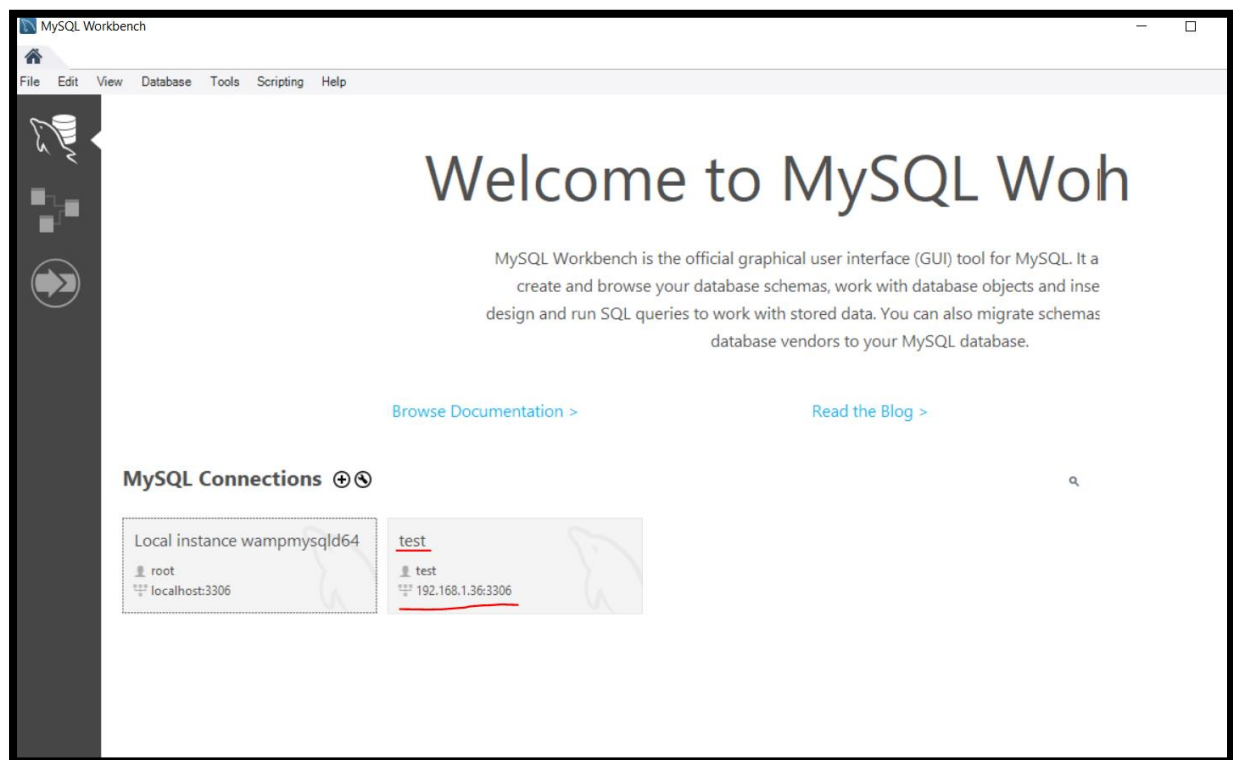 MySQL Workbench
File Edit View Database Tools Scripting Help
Welcome to MySQL Wo
MySQL Workbench is the official graphical user interface (GUI) tool for MySQL. It a
create and browse your database schemas, work with database objects and inse
design and run SQL queries to work with stored data. You can also migrate schemas
database vendors to your MySQL database.
Browse Documentation > Read the Blog >
MySQL Connections
Local instance wampmysqld64
root
localhost:3306
test
test
192.168.1.36:3306